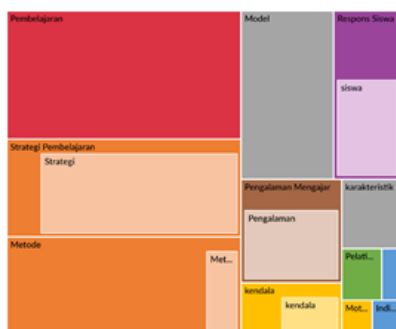 Pembelajaran
Model
Respons Siswa
siswa
Strategi Pembelajaran
Strategi
Pengalaman Mengajar
karakteristik
Pengalaman
Metode
Met...
Pelati...
kendala
kendala
Mot...
Indi...